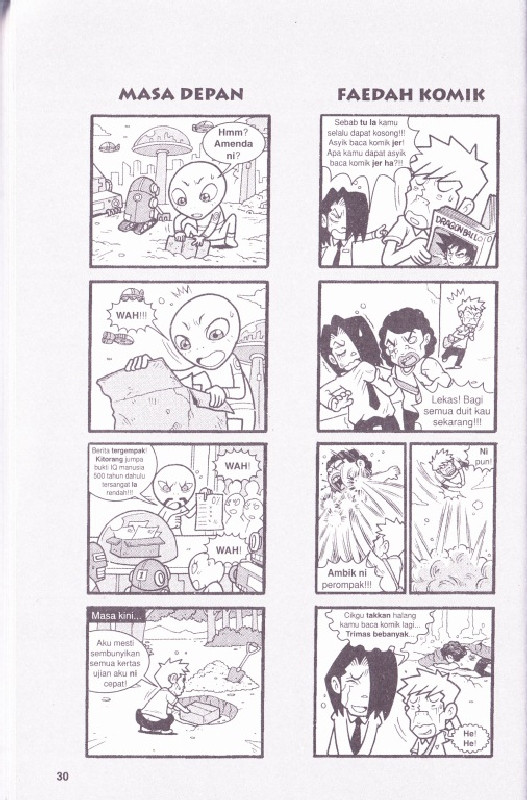 MASA DEPAN
Hmm?
Amenda
ni?
WAH!!!
Berita tergempak!
Kitorang jumpa
bukti IQ manusia
500 tahun dahulu
tersangat la
rendah!!!
WAH!
WAH!
Masa kini...
Aku mesti
sembunyikan
semua kertas
ujian aku ni
cepat!!
FAEDAH KOMIK
Sebab tu la kamu
selalu dapat kosong!!!
Asyik baca komik jer!
Apa kamu dapat asyik
baca komik jer ha?!!!
DRAGON BALL
Lekas! Bagi
semua duit kau
sekarang!!!!
Ambik ni
perompak!!!
Ni
pun!
Cikgu takkan halang
kamu baca komik lagi...
Trimas bebanyak...
He!
He!
30